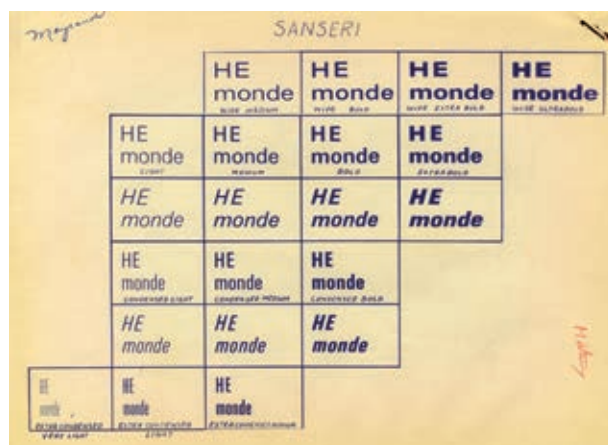 SANSERI
HE HE HE HE
monde monde monde monde
WIDE MEDIUM WIDE BOLD WIDE EXTRA BOLD WIDE ULTRABOLD
HE HE HE HE
monde monde monde monde
LIGHT MEDIUM BOLD EXTRABOLD
HE HE HE HE
monde monde monde monde
HE HE HE
monde monde monde
CONDENSED LIGHT CONDENSED MEDIUM CONDENSED BOLD
HE HE HE
monde monde monde
HE HE HE
monde monde monde
EXTRA CONDENSED EXTRA CONDENSED
VERY LIGHT LIGHT